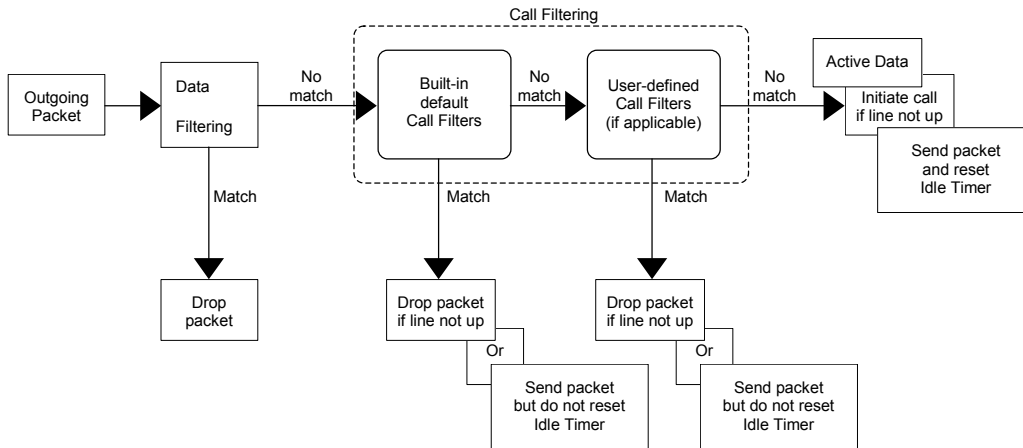 Call Filtering
Outgoing
Packet
Data
Filtering
No
match
Built-in
default
Call Filters
No
match
User-defined
Call Filters
(if applicable)
No
match
Active Data
Initiate call
if line not up
Send packet
and reset
Idle Timer
Match
Match
Match
Drop
packet
Drop packet
if line not up
Or
Send packet
but do not reset
Idle Timer
Drop packet
if line not up
Or
Send packet
but do not reset
Idle Timer